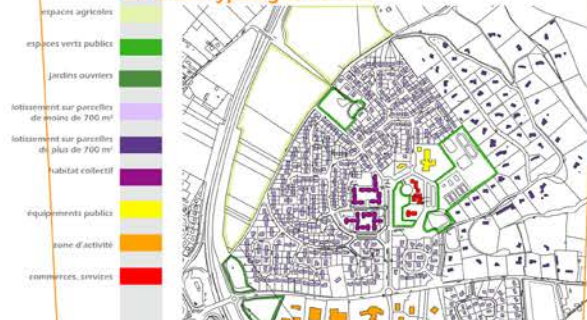 espaces agricoles
espaces verts publics
jardins ouvriers
lotissement sur parcelles
de moins de 700 m²
lotissement sur parcelles
de plus de 700 m²
habitat collectif
équipements publics
zone d'activité
commerces, services